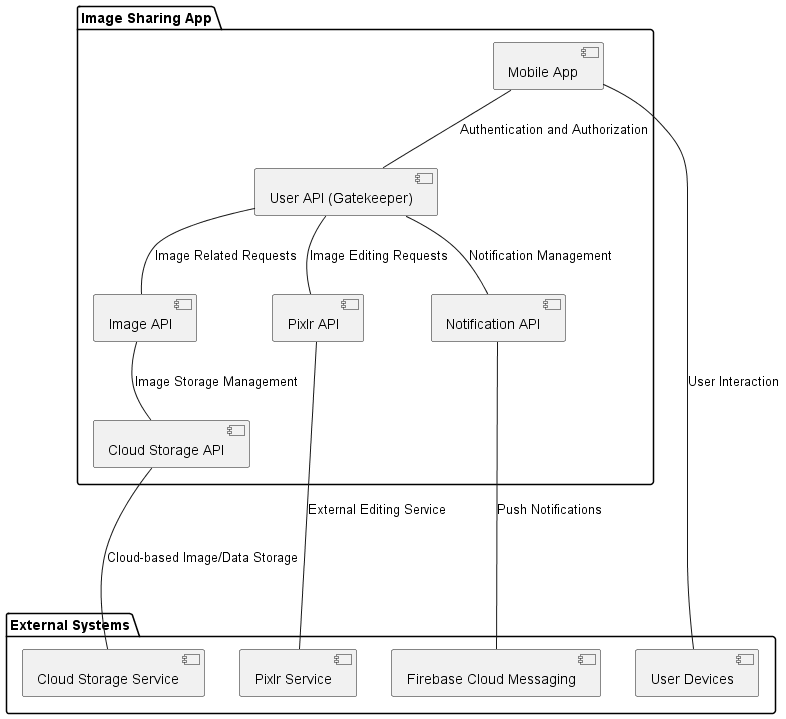 Image Sharing App
Mobile App
Authentication and Authorization
User API (Gatekeeper)
Image Related Requests
Image Editing Requests
Notification Management
Image API
Pixlr API
Notification API
Image Storage Management
User Interaction
Cloud Storage API
External Editing Service
Push Notifications
Cloud-based Image/Data Storage
External Systems
Cloud Storage Service
Pixlr Service
Firebase Cloud Messaging
User Devices